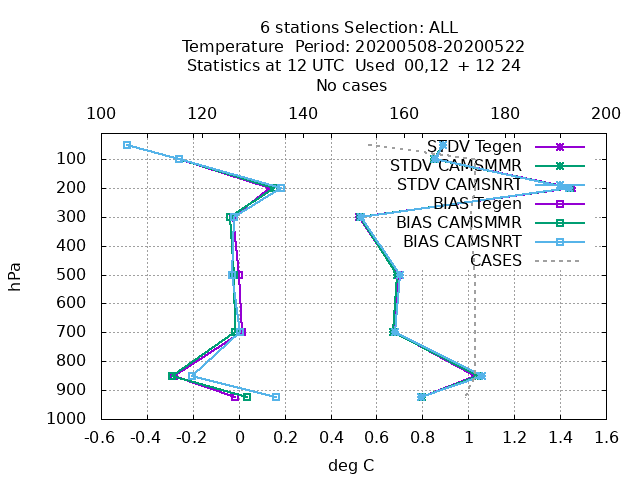 6 stations Selection: ALL
Temperature  Period: 20200508-20200522
Statistics at 12 UTC  Used  00,12  + 12 24
No cases
100 120 140 160 180 200
STDV Tegen
100
STDV CAMSMMR
STDV CAMSNRT
200
BIAS Tegen
300
BIAS CAMSMMR
400
BIAS CAMSNRT
CASES
hPa
500
600
700
800
900
1000
-0.6 -0.4 -0.2 0 0.2 0.4 0.6 0.8 1 1.2 1.4 1.6
deg C